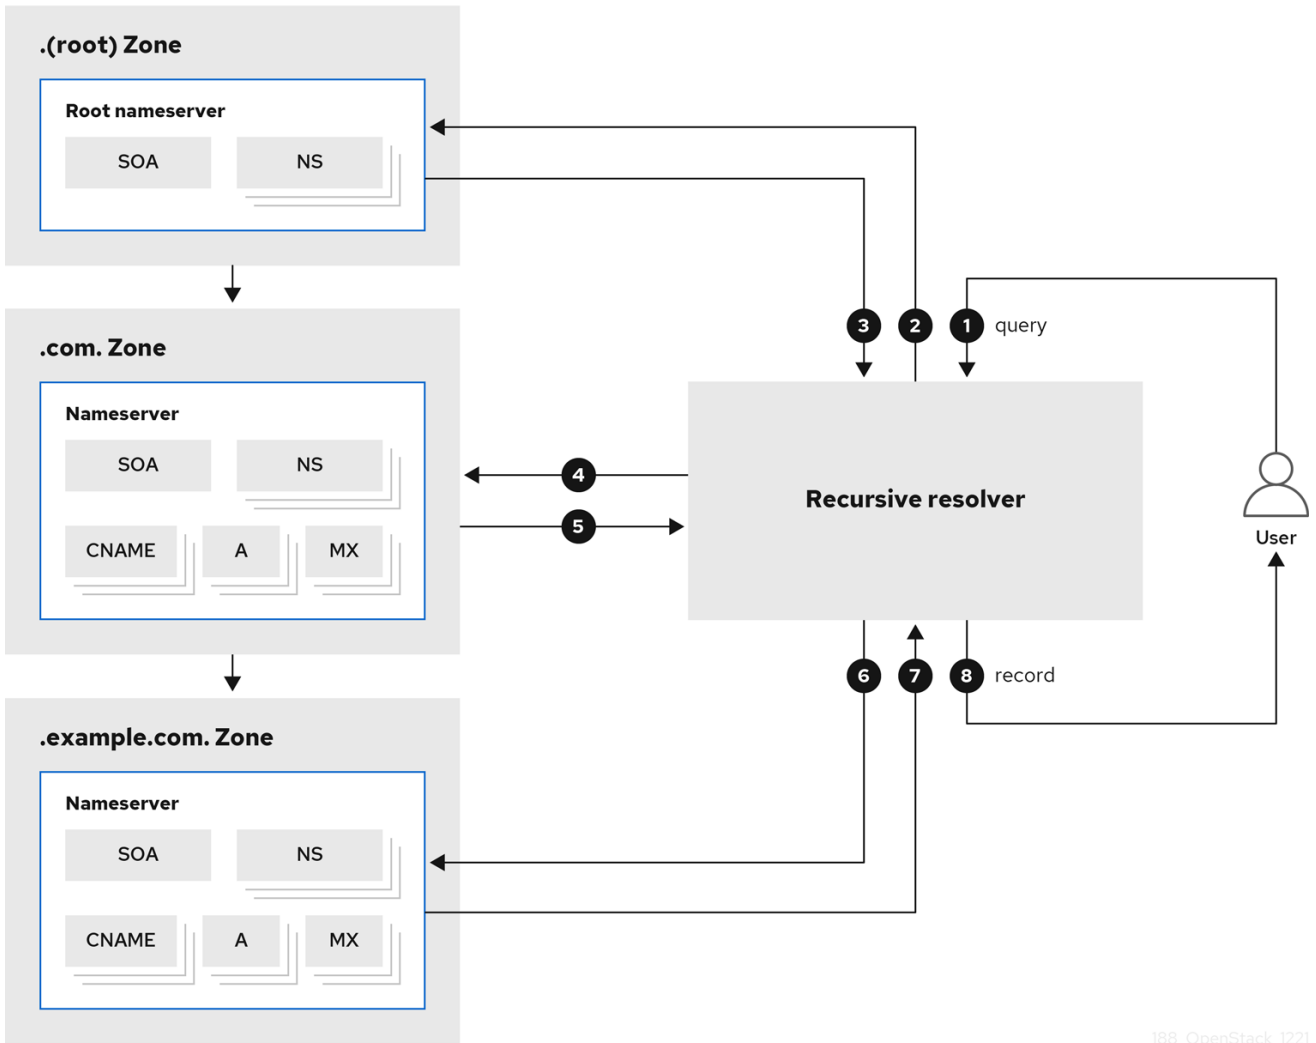 .(root) Zone
Root nameserver
SOA
NS
3
2
1
query
.com. Zone
Nameserver
SOA
NS
CNAME
A
MX
4
5
Recursive resolver
User
6
7
8
record
.example.com. Zone
Nameserver
SOA
NS
CNAME
A
MX
188_OpenStack_1221